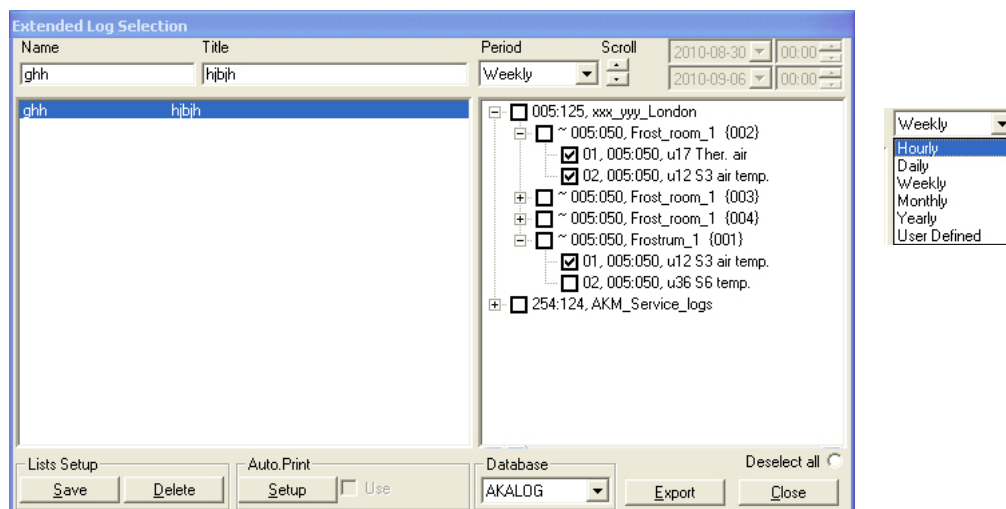 Extended Log Selection
Name Title Period Scroll 2010-08-30 00:00
ghh hjbjh Weekly 2010-09-06 00:00
ghh hjbjh
005:125, xxx_yyy_London
~ 005:050, Frost_room_1 {002}
01, 005:050, u17 Ther. air
02, 005:050, u12 S3 air temp.
~ 005:050, Frost_room_1 {003}
~ 005:050, Frost_room_1 {004}
~ 005:050, Frostrum_1 {001}
01, 005:050, u12 S3 air temp.
02, 005:050, u36 S6 temp.
254:124, AKM_Service_logs
Lists Setup Auto.Print Database Deselect all
Save Delete Setup Use AKALOG Export Close
Weekly
Hourly
Daily
Weekly
Monthly
Yearly
User Defined